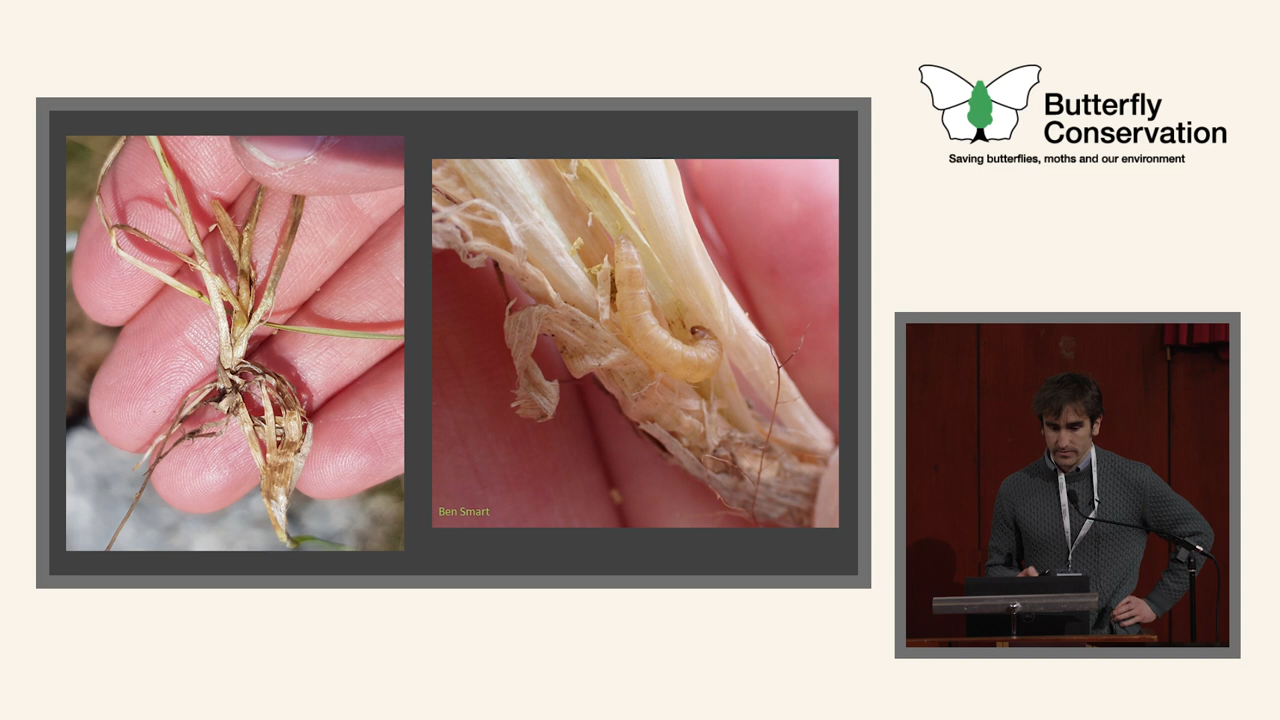 Butterfly
Conservation
Saving butterflies, moths and our environment
Ben Smart